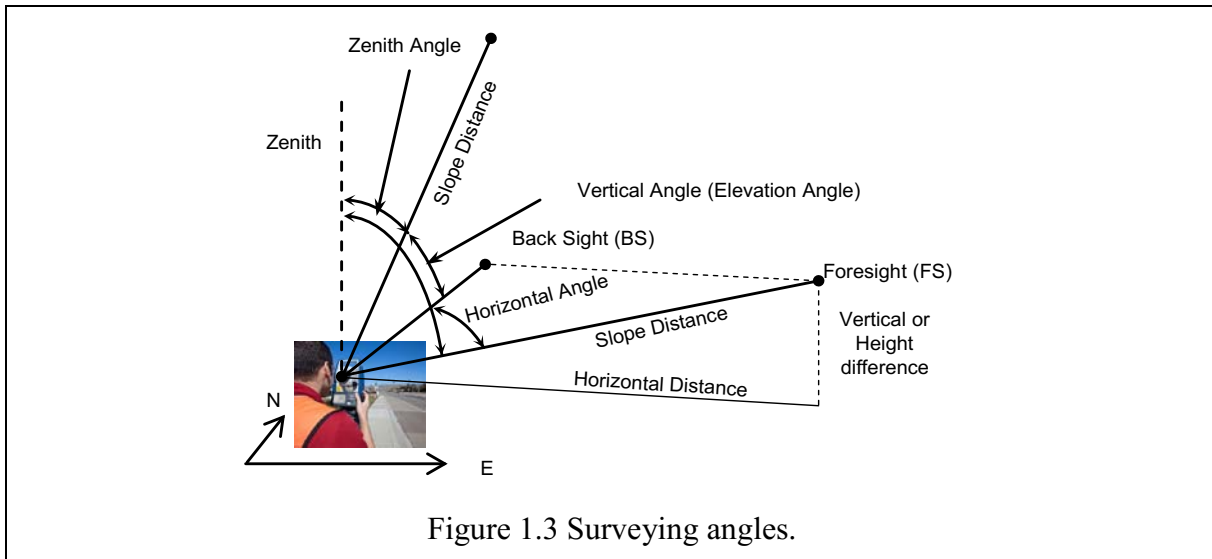 Zenith Angle
Zenith
Slope Distance
Vertical Angle (Elevation Angle)
Back Sight (BS)
Foresight (FS)
Horizontal Angle
Slope Distance
Vertical or
Height
difference
Horizontal Distance
N
E
Figure 1.3 Surveying angles.